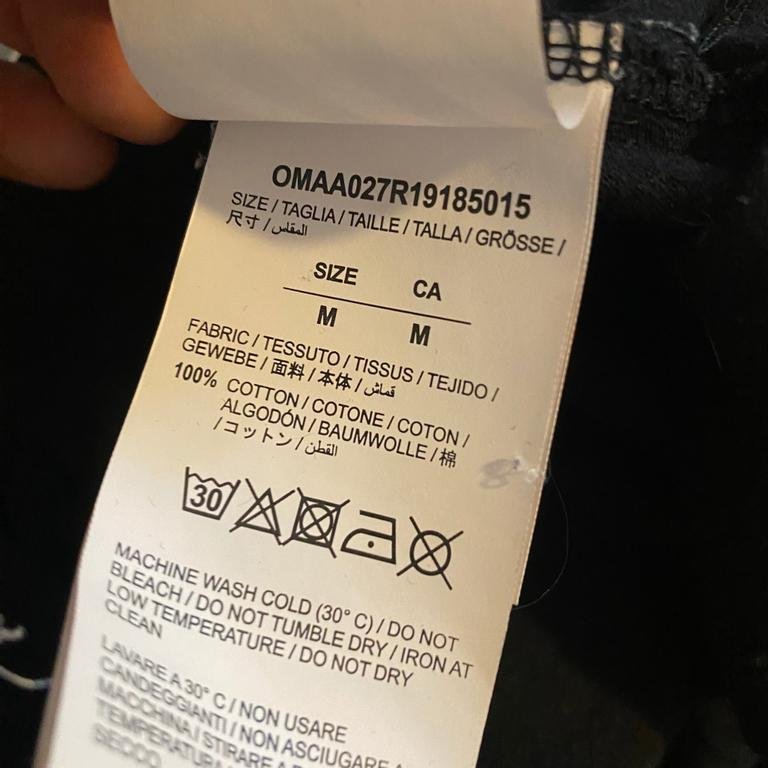 OMAA027R19185015
SIZE / TAGLIA / TAILLE / TALLA / GRÖSSE /
尺寸 / المقاس
SIZE CA
M M
FABRIC / TESSUTO / TISSUS / TEJIDO /
GEWEBE / 面料 / 本体 / قماش
100% COTTON / COTONE / COTON /
ALGODÓN / BAUMWOLLE / 棉
/ コットン / القطن
30
MACHINE WASH COLD (30° C) / DO NOT
BLEACH / DO NOT TUMBLE DRY / IRON AT
LOW TEMPERATURE / DO NOT DRY
CLEAN
LAVARE A 30° C / NON USARE
CANDEGGIANTI / NON ASCIUGARE A
MACCHINA / STIRARE A
TEMPERATURA
SECCO